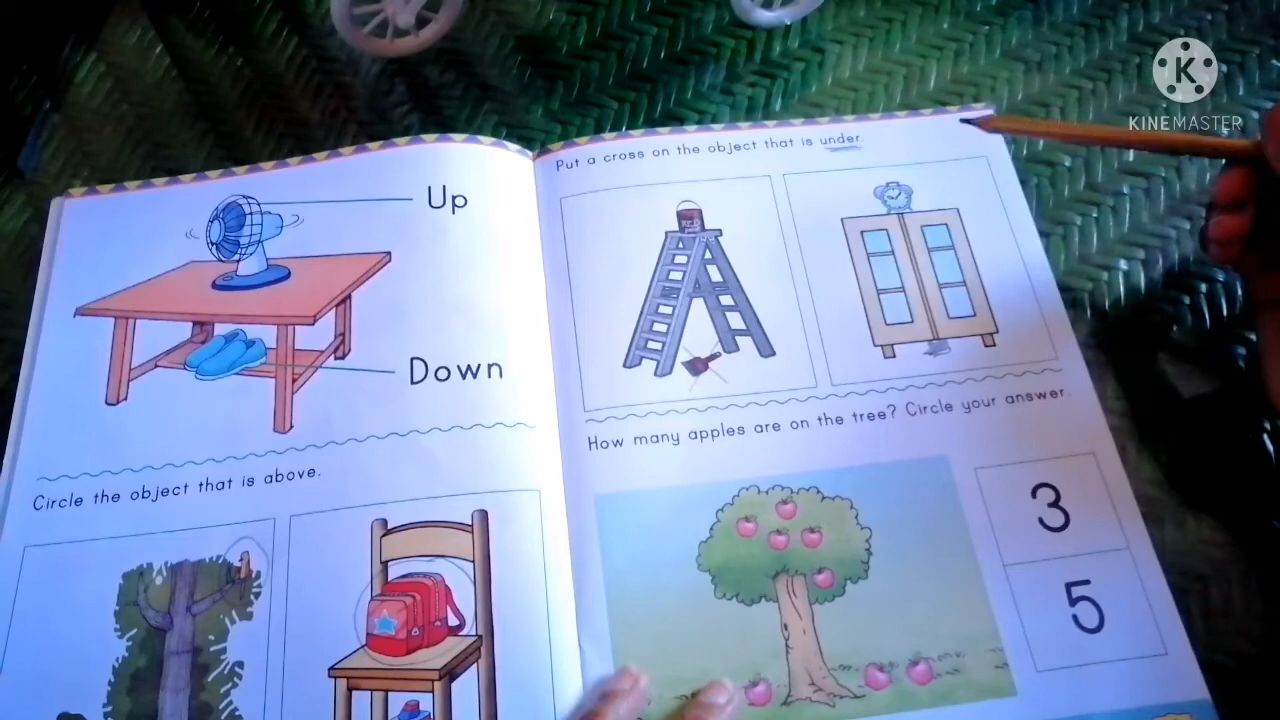 Up
Down
Circle the object that is above.
Put a cross on the object that is under.
How many apples are on the tree? Circle your answer.
3
5
K
KINEMASTER